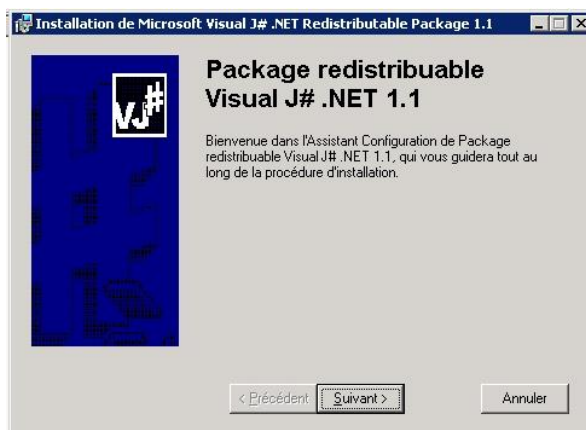 Installation de Microsoft Visual J# .NET Redistributable Package 1.1
VJ#
Package redistribuable
Visual J# .NET 1.1
Bienvenue dans l'Assistant Configuration de Package
redistribuable Visual J# .NET 1.1, qui vous guidera tout au
long de la procédure d'installation.
< Précédent
Suivant >
Annuler